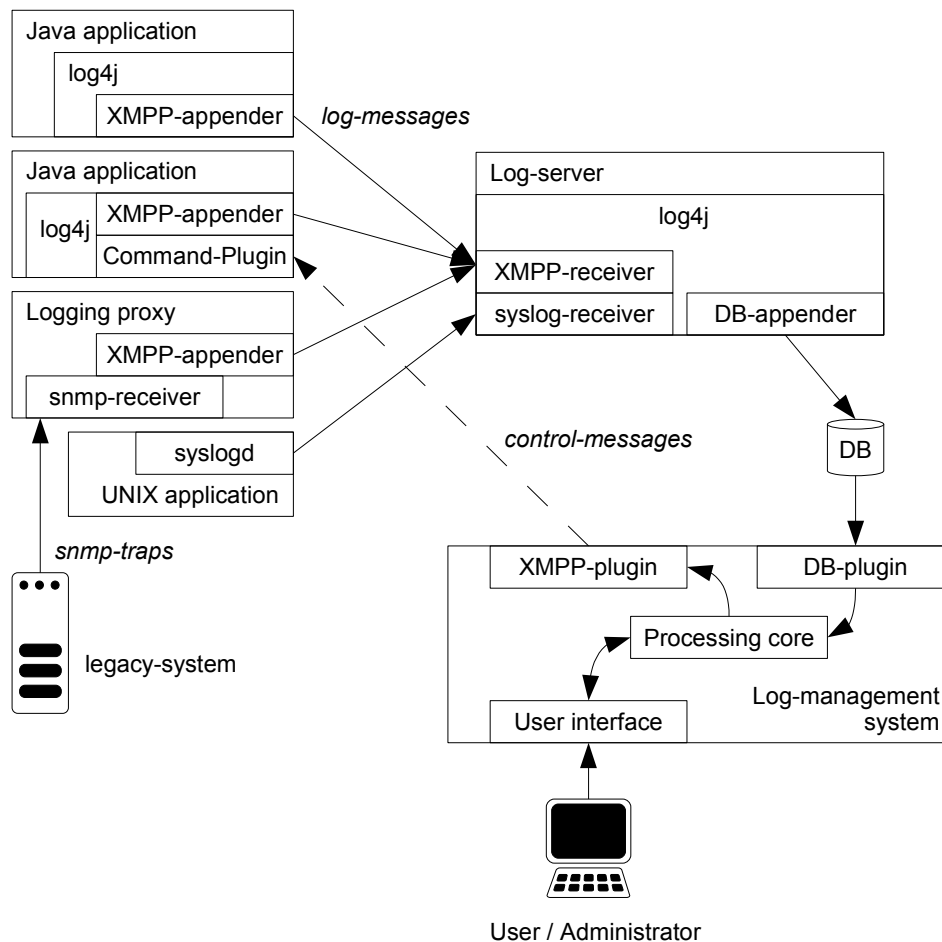 Java application
log4j
XMPP-appender
log-messages
Java application
XMPP-appender
log4j
Command-Plugin
Log-server
log4j
XMPP-receiver
syslog-receiver
DB-appender
Logging proxy
XMPP-appender
snmp-receiver
syslogd
UNIX application
control-messages
DB
snmp-traps
legacy-system
XMPP-plugin
DB-plugin
Processing core
User interface
Log-management
system
User / Administrator